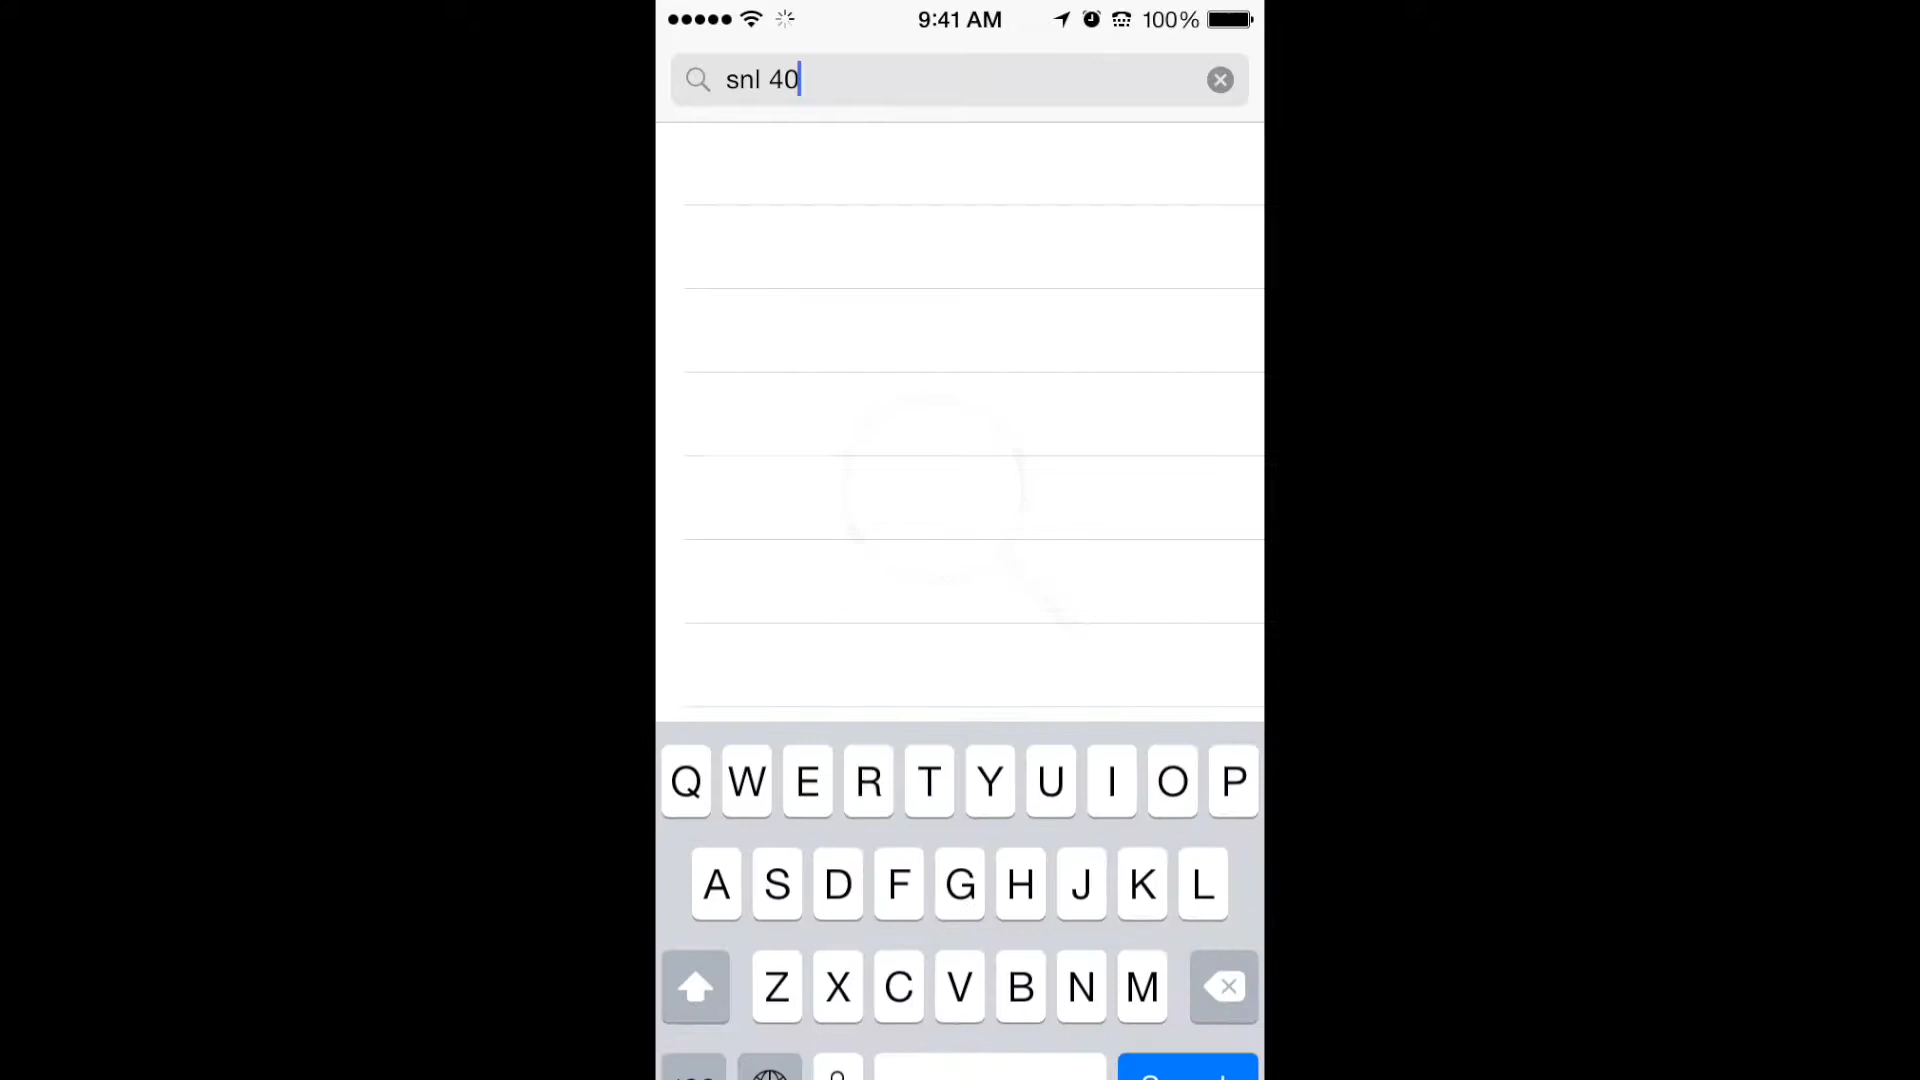 9:41 AM 100%
snl 40
Q W E R T Y U I O P
A S D F G H J K L
Z X C V B N M